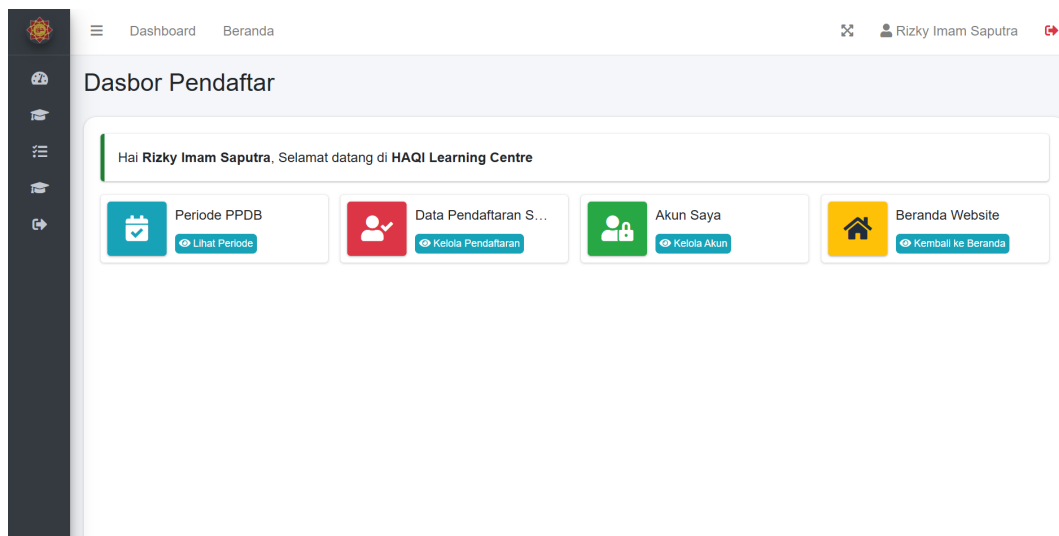 Dashboard Beranda Rizky Imam Saputra
Dasbor Pendaftar
Hai Rizky Imam Saputra, Selamat datang di HAQI Learning Centre
Periode PPDB
Lihat Periode
Data Pendaftaran S...
Kelola Pendaftaran
Akun Saya
Kelola Akun
Beranda Website
Kembali ke Beranda